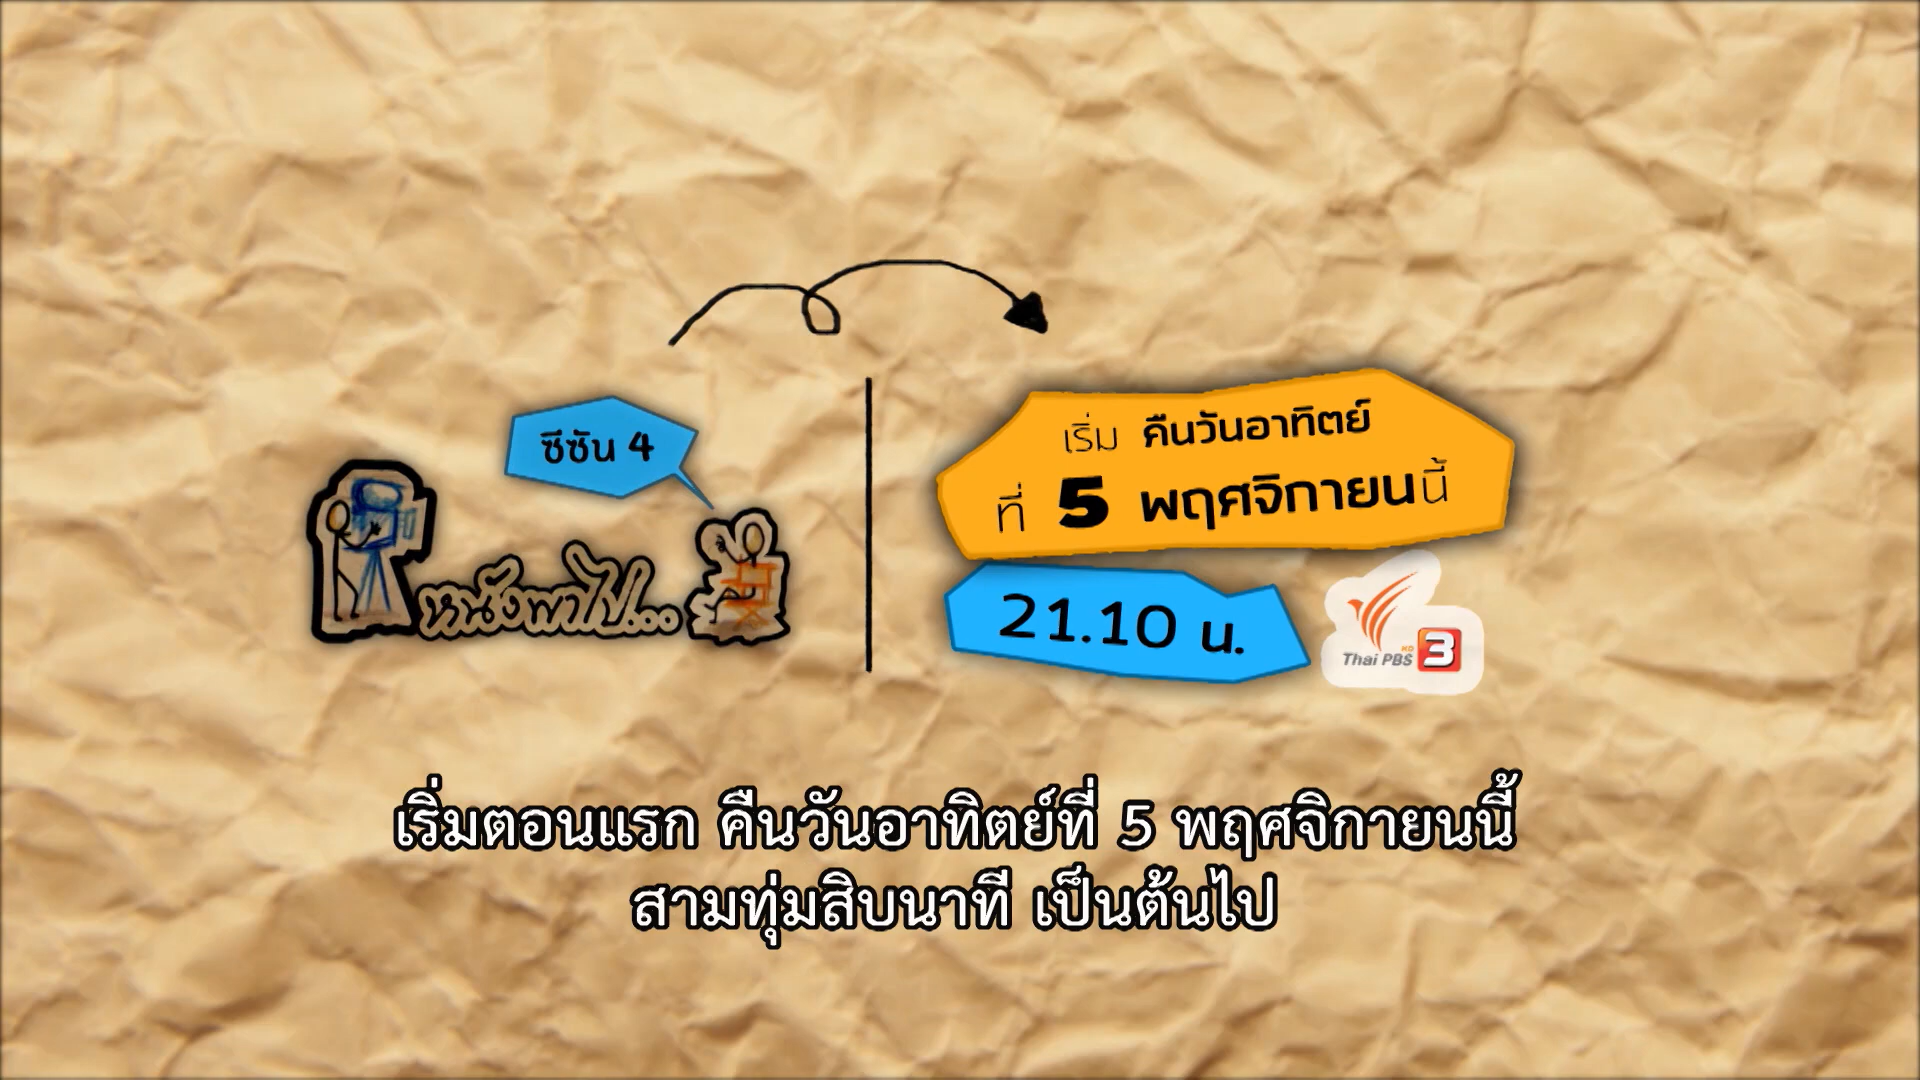 ซีซัน 4
หนังพาไป...
เริ่ม คืนวันอาทิตย์
ที่ 5 พฤศจิกายนนี้
21.10 น.
Thai PBS HD 3
เริ่มตอนแรก คืนวันอาทิตย์ที่ 5 พฤศจิกายนนี้
สามทุ่มสิบนาที เป็นต้นไป